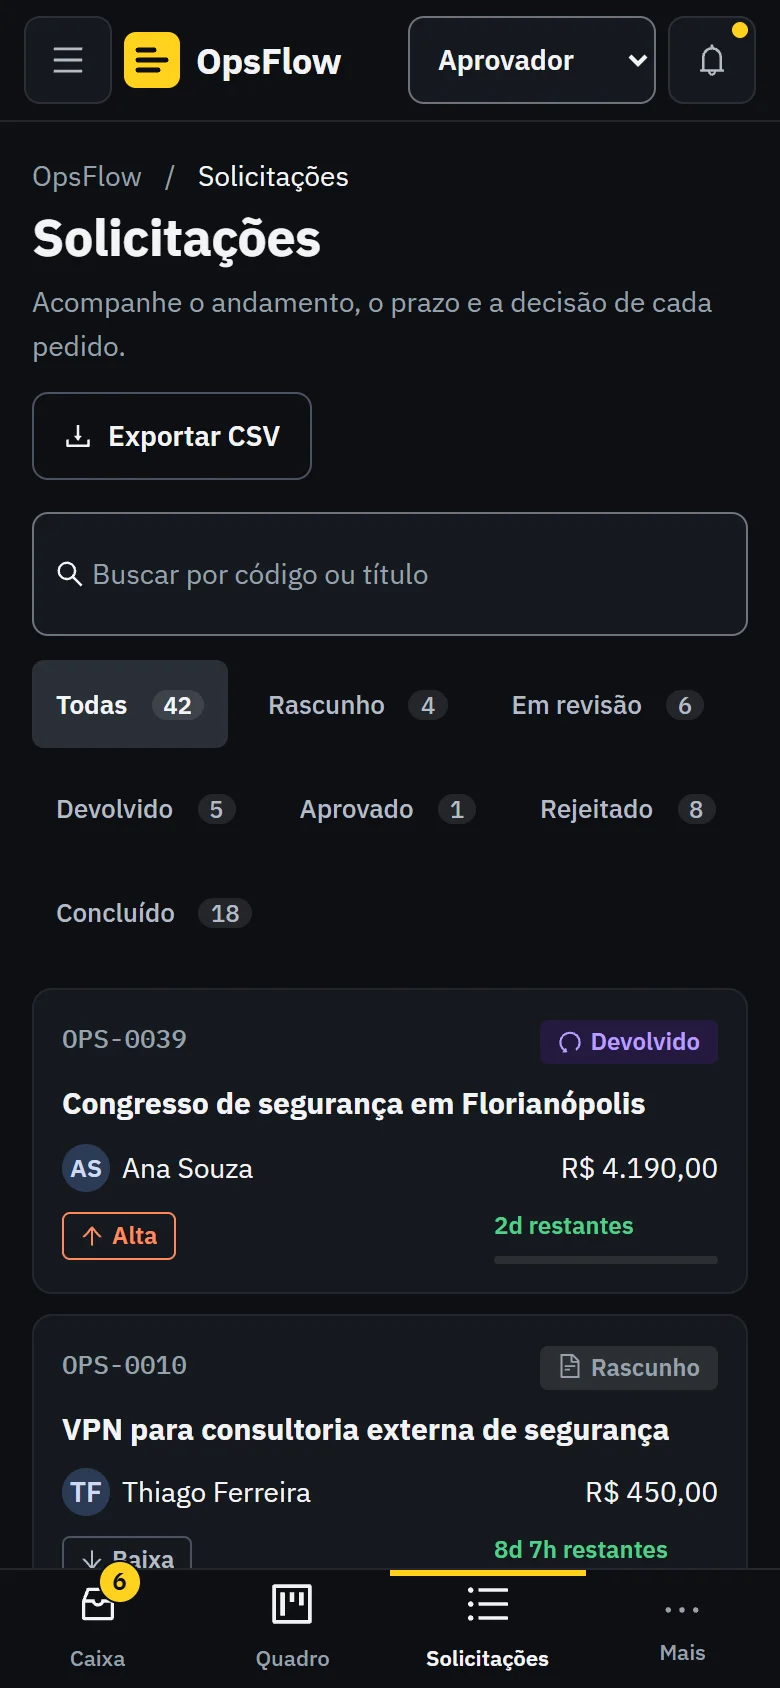 OpsFlow
Aprovador
OpsFlow / Solicitações
Solicitações
Acompanhe o andamento, o prazo e a decisão de cada
pedido.
Exportar CSV
Buscar por código ou título
Todas 42
Rascunho 4
Em revisão 6
Devolvido 5
Aprovado 1
Rejeitado 8
Concluído 18
OPS-0039
Devolvido
Congresso de segurança em Florianópolis
AS Ana Souza
R$ 4.190,00
Alta
2d restantes
OPS-0010
Rascunho
VPN para consultoria externa de segurança
TF Thiago Ferreira
R$ 450,00
Baixa
8d 7h restantes
6
Caixa
Quadro
Solicitações
Mais